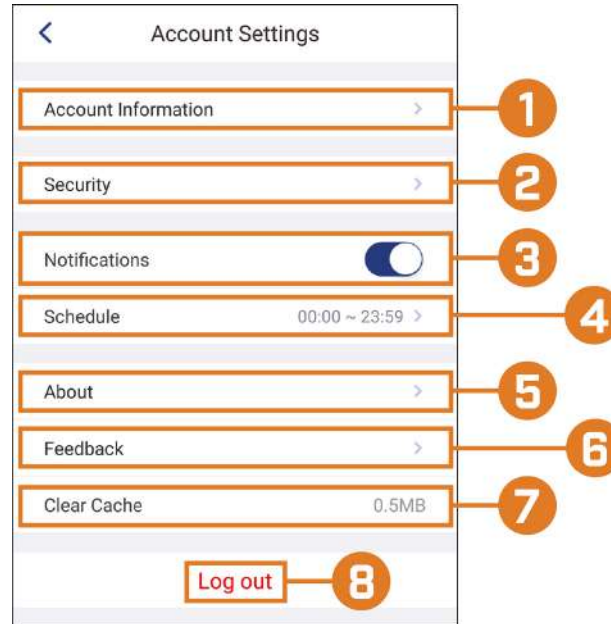 Account Settings
Account Information 1
Security 2
Notifications 3
Schedule 00:00 ~ 23:59 4
About 5
Feedback 6
Clear Cache 0.5MB 7
Log out 8